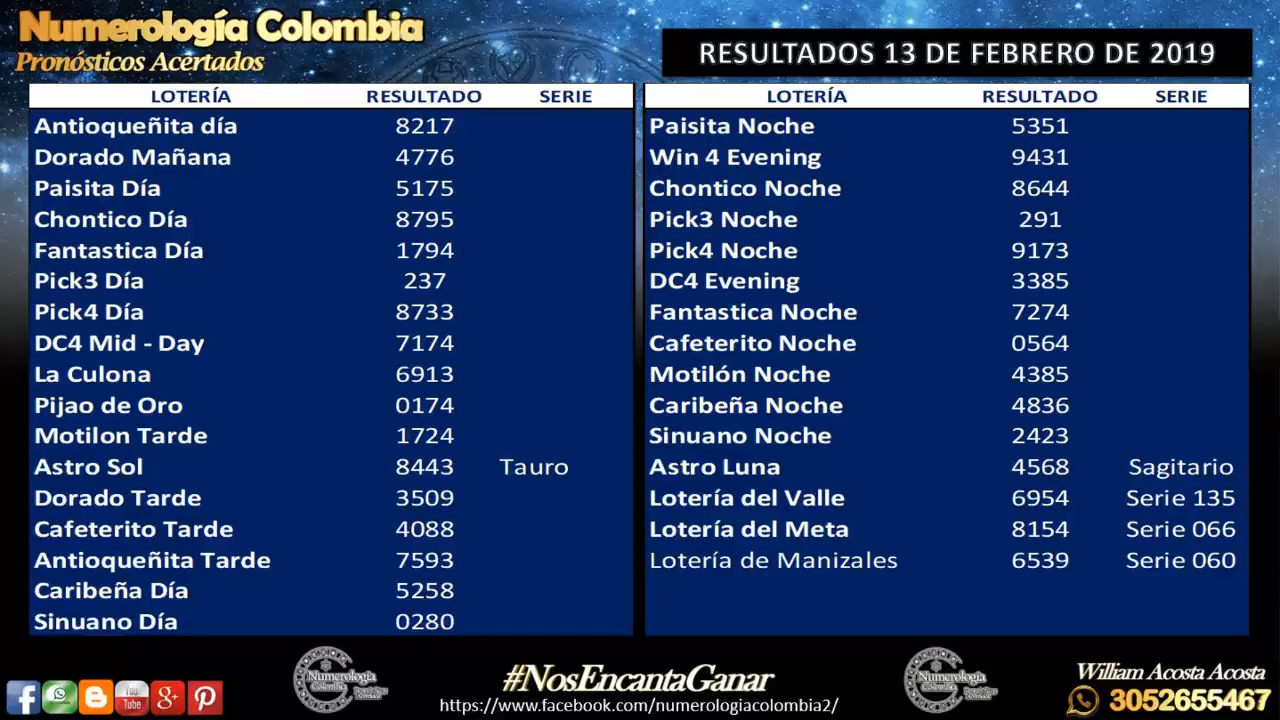 Numerología Colombia
Pronósticos Acertados
RESULTADOS 13 DE FEBRERO DE 2019
LOTERÍA RESULTADO SERIE
Antioqueñita día 8217
Dorado Mañana 4776
Paisita Día 5175
Chontico Día 8795
Fantastica Día 1794
Pick3 Día 237
Pick4 Día 8733
DC4 Mid - Day 7174
La Culona 6913
Pijao de Oro 0174
Motilon Tarde 1724
Astro Sol 8443 Tauro
Dorado Tarde 3509
Cafeterito Tarde 4088
Antioqueñita Tarde 7593
Caribeña Día 5258
Sinuano Día 0280
LOTERÍA RESULTADO SERIE
Paisita Noche 5351
Win 4 Evening 9431
Chontico Noche 8644
Pick3 Noche 291
Pick4 Noche 9173
DC4 Evening 3385
Fantastica Noche 7274
Cafeterito Noche 0564
Motilón Noche 4385
Caribeña Noche 4836
Sinuano Noche 2423
Astro Luna 4568 Sagitario
Lotería del Valle 6954 Serie 135
Lotería del Meta 8154 Serie 066
Lotería de Manizales 6539 Serie 060
You Tube
Numerología
Colombia
#NosEncantaGanar
https://www.facebook.com/numerologiacolombia2/
Numerología
Colombia
William Acosta Acosta
3052655467